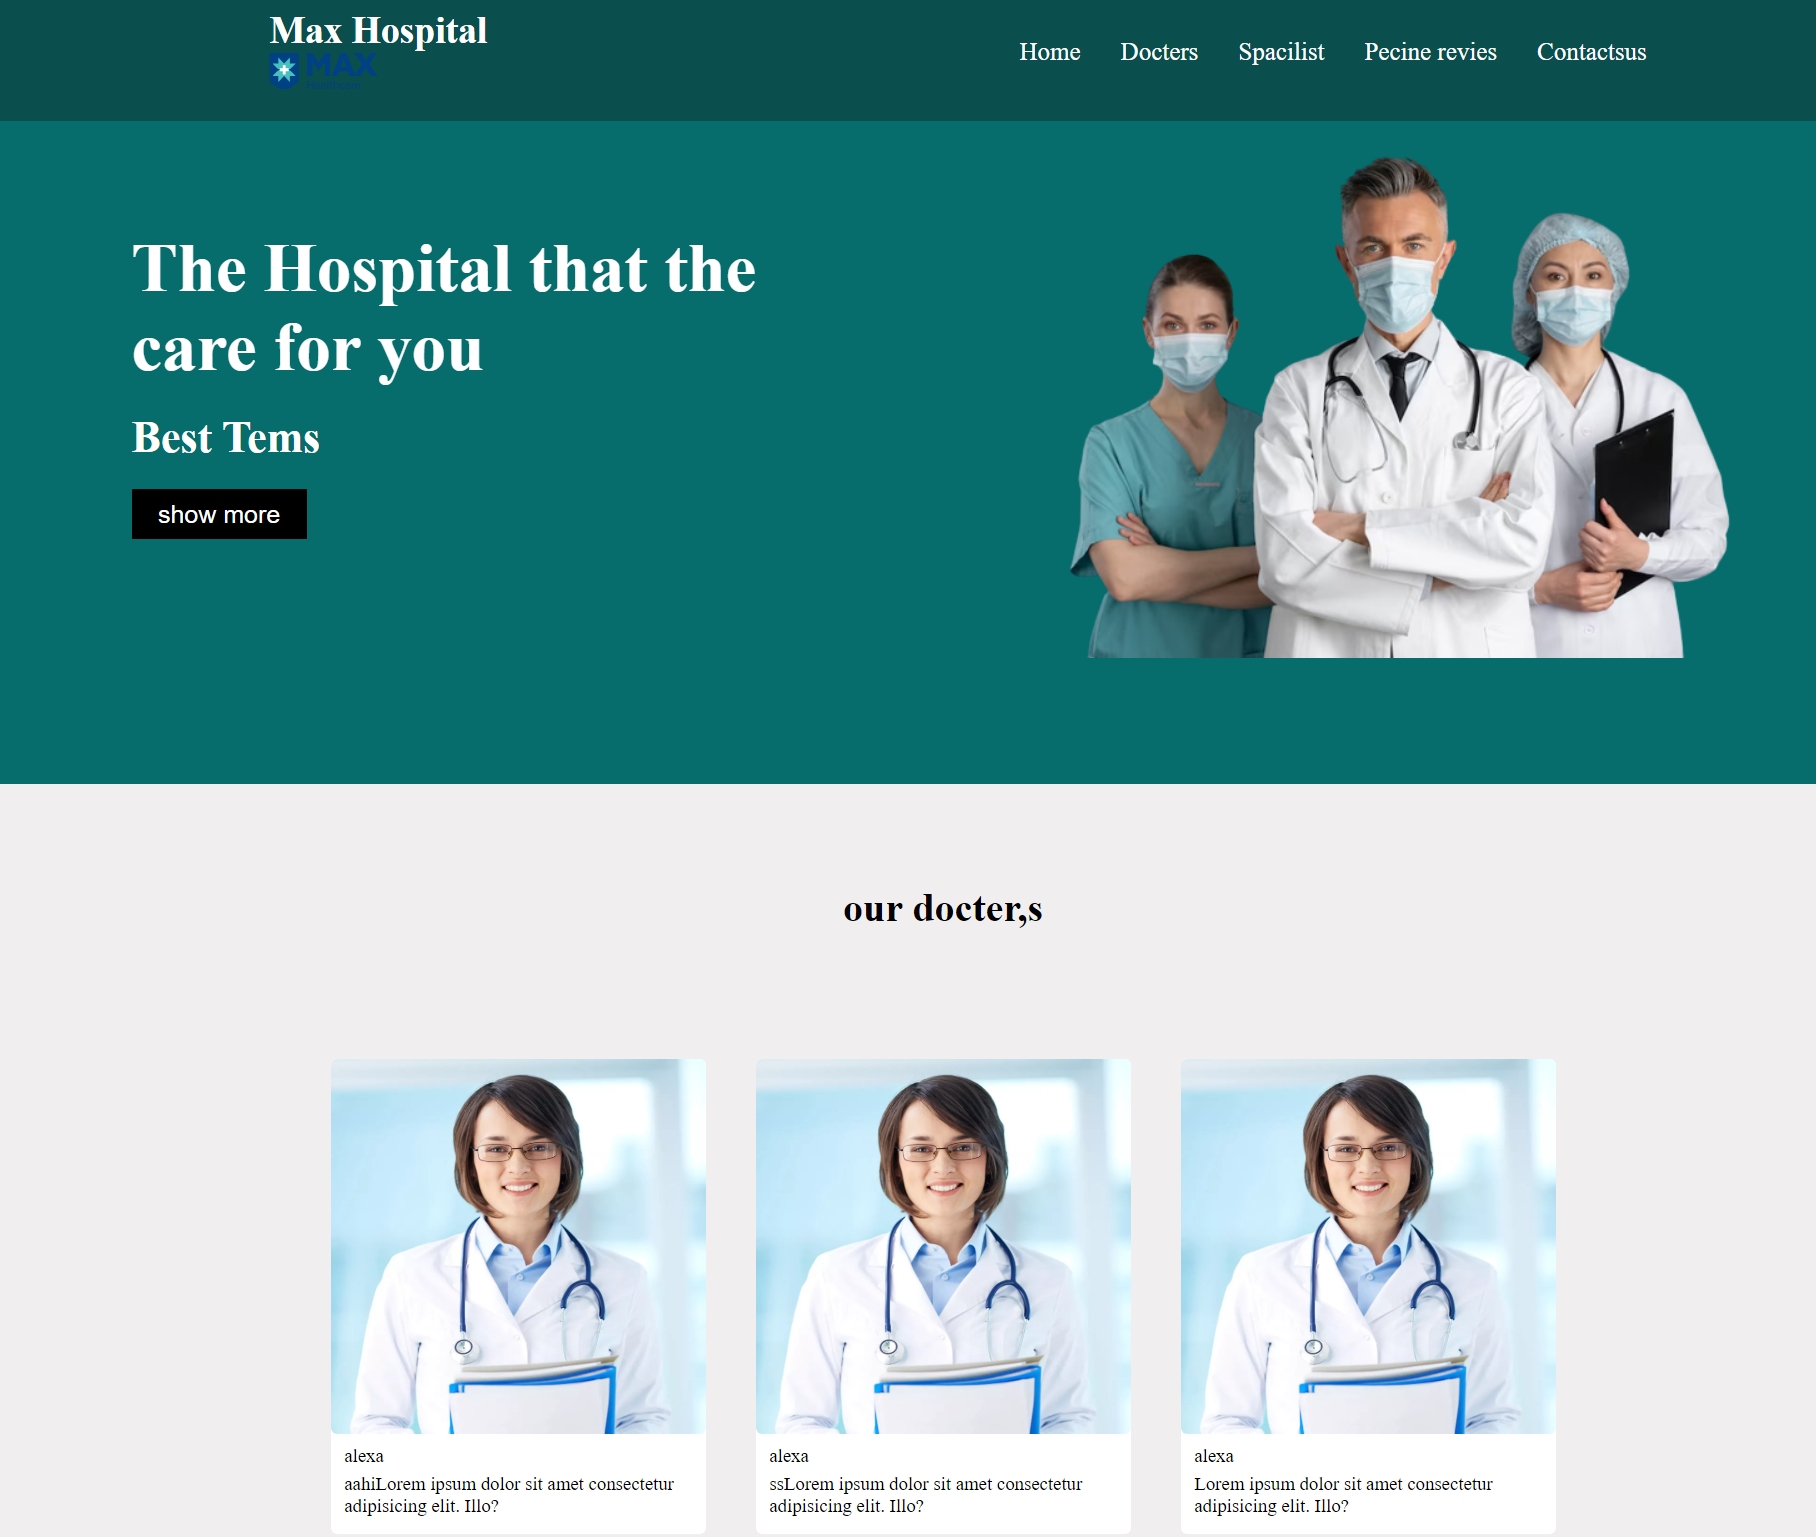 Max Hospital
MAX
Home Docters Spacilist Pecine revies Contactsus
The Hospital that the
care for you
Best Tems
show more
our docter,s
alexa
aahiLorem ipsum dolor sit amet consectetur
adipisicing elit. Illo?
alexa
ssLorem ipsum dolor sit amet consectetur
adipisicing elit. Illo?
alexa
Lorem ipsum dolor sit amet consectetur
adipisicing elit. Illo?